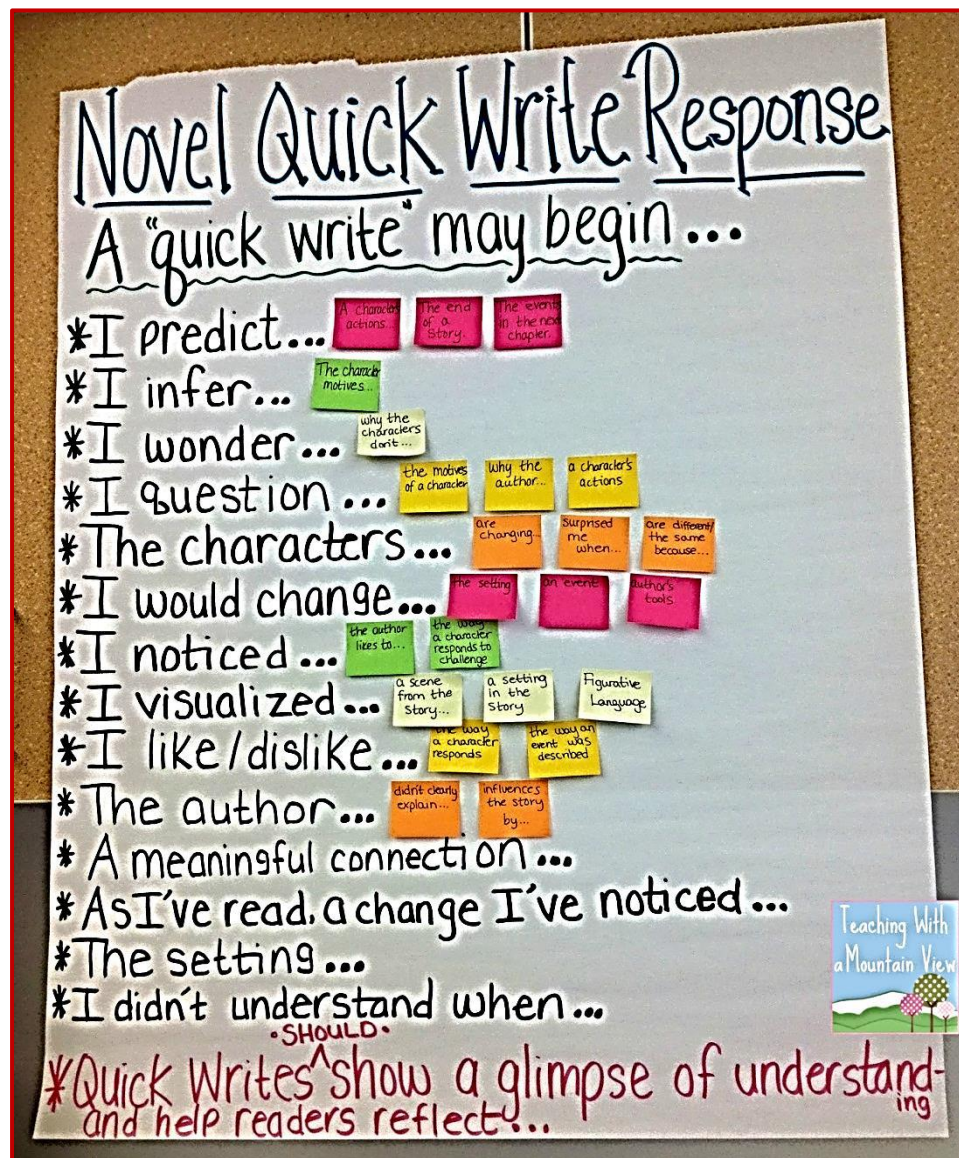 Novel Quick Write Response
A "quick write" may begin...
*I predict...
A characters
actions...
The end
of a
Story.
The events
in the next
chapter.
*I infer...
The character
motives...
*I wonder...
why the
characters
don't...
*I question...
the motives
of a character
why the
author...
a character's
actions
*The characters...
are
changing...
Surprised
me
when...
are different/
the same
because...
*I would change...
the setting
an event
author's
tools
*I noticed...
the author
likes to...
the way
a character
responds to
challenge
*I visualized...
a scene
from the
story...
a setting
in the
story
Figurative
Language
*I like/dislike...
the way
a character
responds
the way an
event was
described
*The author...
didn't clearly
explain...
influences
the story
by...
*A meaningful connection...
*As I've read, a change I've noticed...
*The setting...
*I didn't understand when...
•SHOULD•
*Quick Writes ^ show a glimpse of understand-
ing
and help readers reflect...
Teaching With
a Mountain View